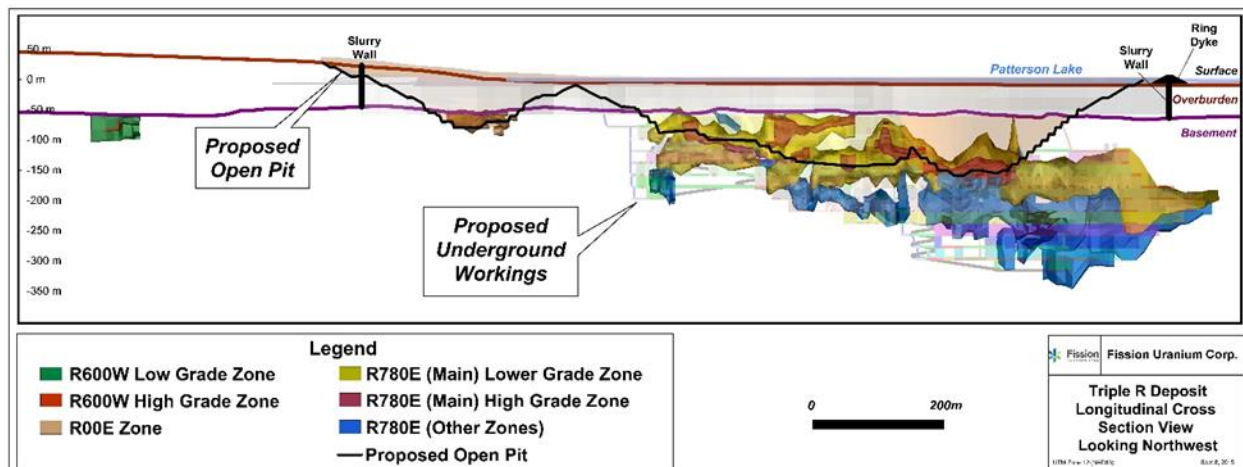 50 m
0 m
-50 m
-100 m
-150 m
-200 m
-250 m
-300 m
-350 m
Slurry
Wall
Proposed
Open Pit
Proposed
Underground
Workings
Patterson Lake
Slurry
Wall
Ring
Dyke
Surface
Overburden
Basement
Legend
R600W Low Grade Zone
R600W High Grade Zone
R00E Zone
R780E (Main) Lower Grade Zone
R780E (Main) High Grade Zone
R780E (Other Zones)
Proposed Open Pit
0 200m
Fission
Fission Uranium Corp.
Triple R Deposit
Longitudinal Cross
Section View
Looking Northwest